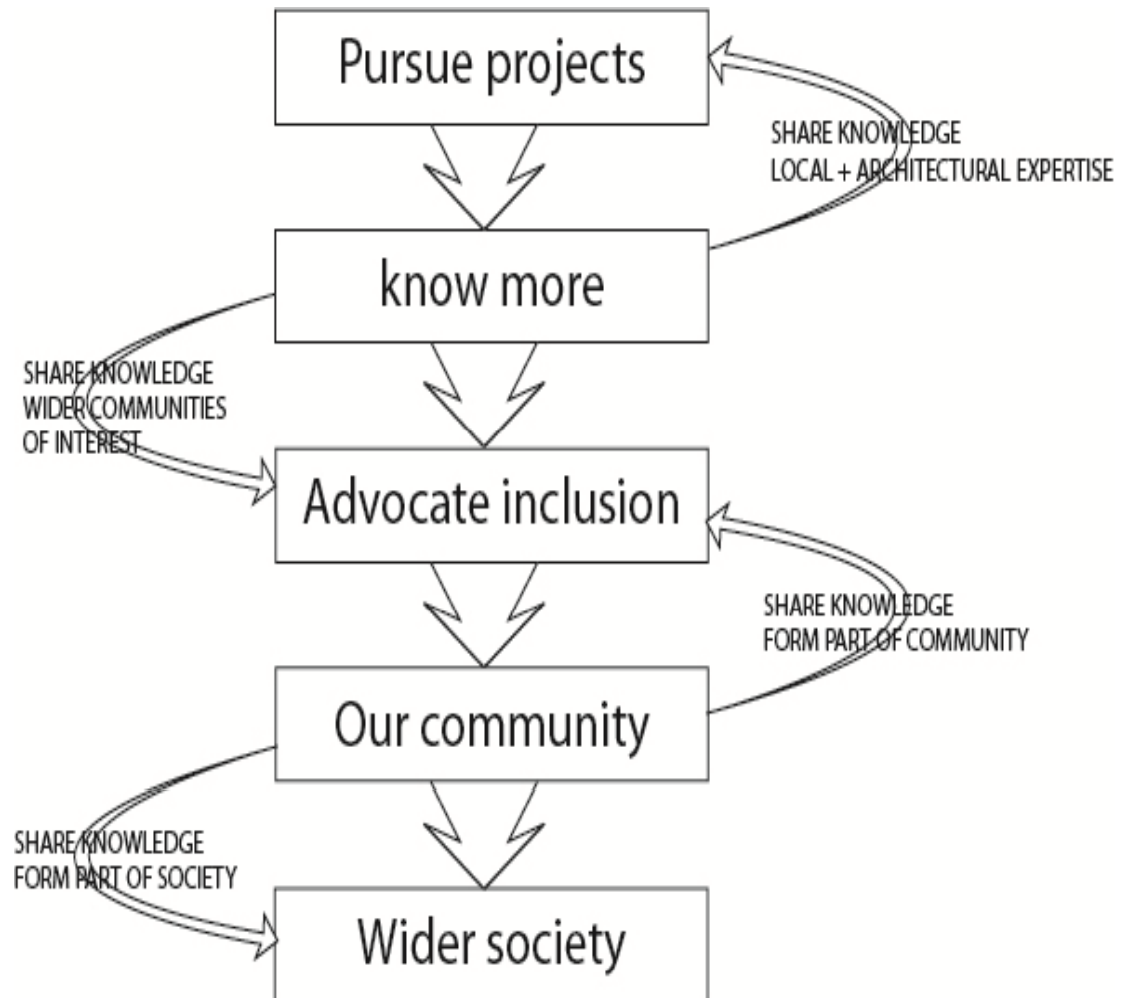 Pursue projects
SHARE KNOWLEDGE
LOCAL + ARCHITECTURAL EXPERTISE
know more
SHARE KNOWLEDGE
WIDER COMMUNITIES
OF INTEREST
Advocate inclusion
SHARE KNOWLEDGE
FORM PART OF COMMUNITY
Our community
SHARE KNOWLEDGE
FORM PART OF SOCIETY
Wider society